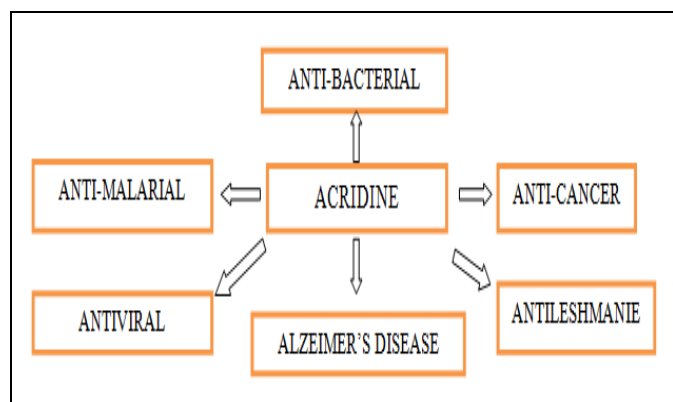 ANTI-BACTERIAL
ANTI-MALARIAL
ACRIDINE
ANTI-CANCER
ANTIVIRAL
ALZEIMER'S DISEASE
ANTILESHMANIE